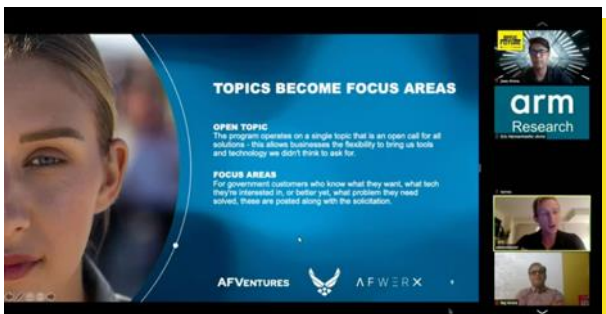 TOPICS BECOME FOCUS AREAS
OPEN TOPIC
The program operates on a single topic that is an open call for all
solutions - this allows businesses the flexibility to bring us tools
and technology we didn't think to ask for.
FOCUS AREAS
For government customers who know what they want, what tech
they're interested in, or better yet, what problem they need
solved, these are posted along with the solicitation.
AFVENTURES
AFWERX
arm
Research